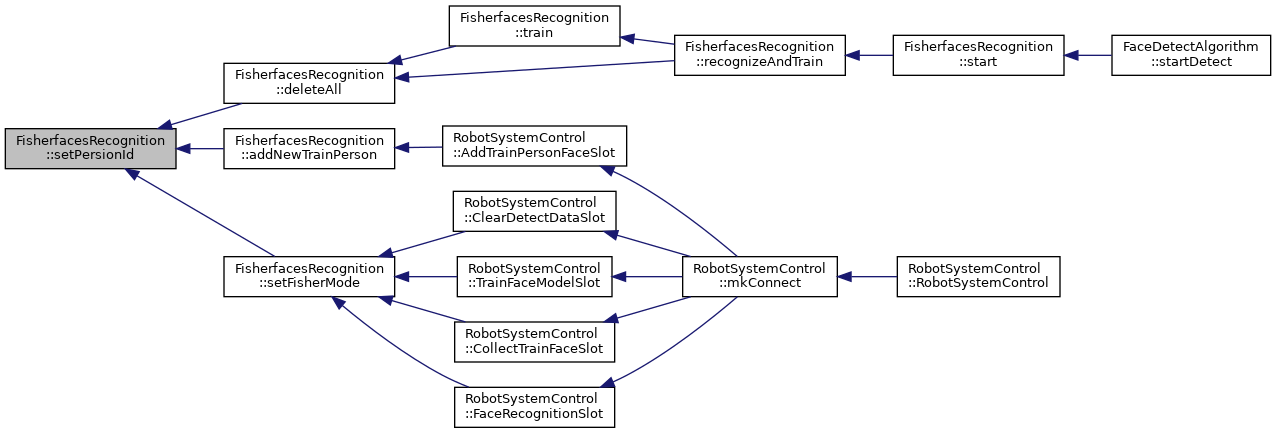 FisherfacesRecognition
::train
FisherfacesRecognition
::recognizeAndTrain
FisherfacesRecognition
::start
FaceDetectAlgorithm
::startDetect
FisherfacesRecognition
::deleteAll
FisherfacesRecognition
::setPersionId
FisherfacesRecognition
::addNewTrainPerson
RobotSystemControl
::AddTrainPersonFaceSlot
RobotSystemControl
::ClearDetectDataSlot
FisherfacesRecognition
::setFisherMode
RobotSystemControl
::TrainFaceModelSlot
RobotSystemControl
::mkConnect
RobotSystemControl
::RobotSystemControl
RobotSystemControl
::CollectTrainFaceSlot
RobotSystemControl
::FaceRecognitionSlot